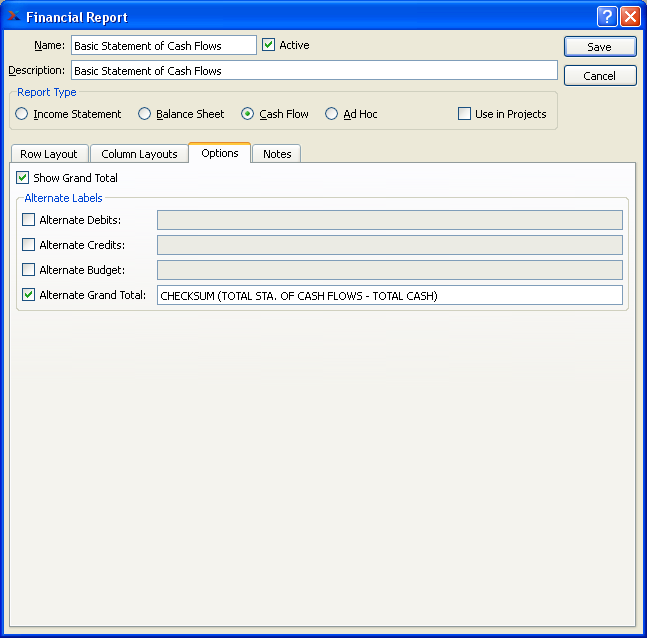 Financial Report
Name: Basic Statement of Cash Flows Active Save
Description: Basic Statement of Cash Flows Cancel
Report Type
Income Statement Balance Sheet Cash Flow Ad Hoc Use in Projects
Row Layout Column Layouts Options Notes
Show Grand Total
Alternate Labels
Alternate Debits:
Alternate Credits:
Alternate Budget:
Alternate Grand Total: CHECKSUM (TOTAL STA. OF CASH FLOWS - TOTAL CASH)